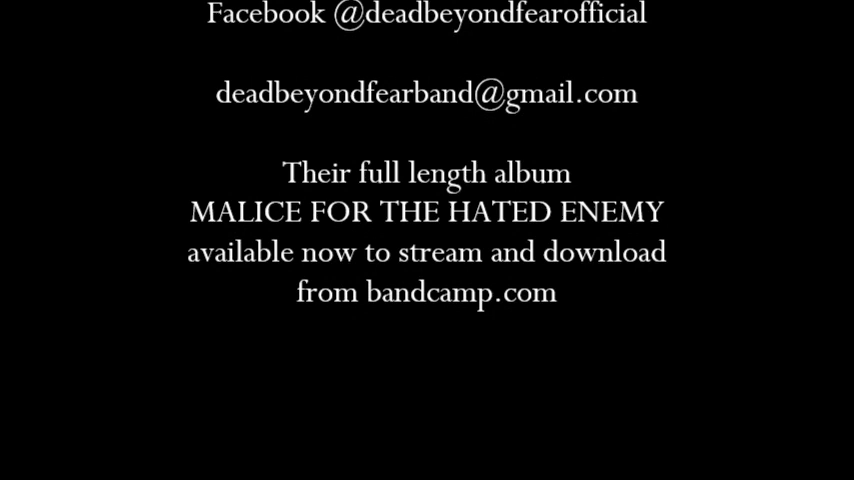 Facebook @deadbeyondfearofficial
deadbeyondfearband@gmail.com
Their full length album
MALICE FOR THE HATED ENEMY
available now to stream and download
from bandcamp.com